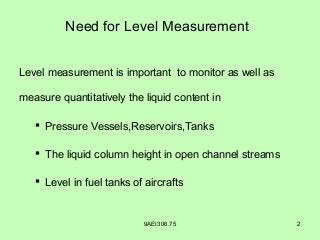 Need for Level Measurement
Level measurement is important to monitor as well as
measure quantitatively the liquid content in
▪ Pressure Vessels,Reservoirs,Tanks
▪ The liquid column height in open channel streams
▪ Level in fuel tanks of aircrafts
9AEI306.75
2